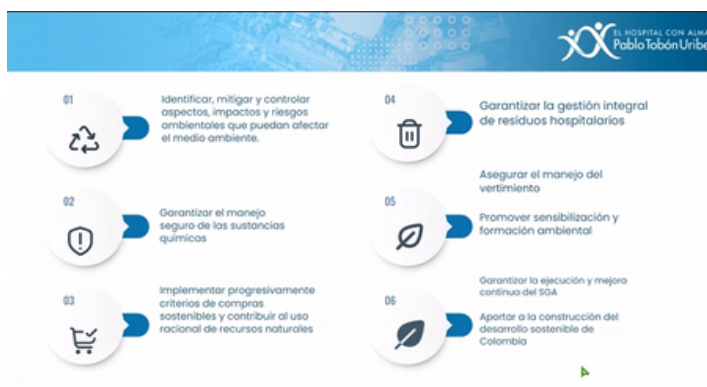 EL HOSPITAL CON ALMA
Pablo Tobón Uribe
01
Identificar, mitigar y controlar
aspectos, impactos y riesgos
ambientales que puedan afectar
el medio ambiente.
02
Garantizar el manejo
seguro de las sustancias
químicas
03
Implementar progresivamente
criterios de compras
sostenibles y contribuir al uso
racional de recursos naturales
04
Garantizar la gestión integral
de residuos hospitalarios
Asegurar el manejo del
vertimiento
05
Promover sensibilización y
formación ambiental
Garantizar la ejecución y mejora
continua del SGA
06
Aportar a la construcción del
desarrollo sostenible de
Colombia